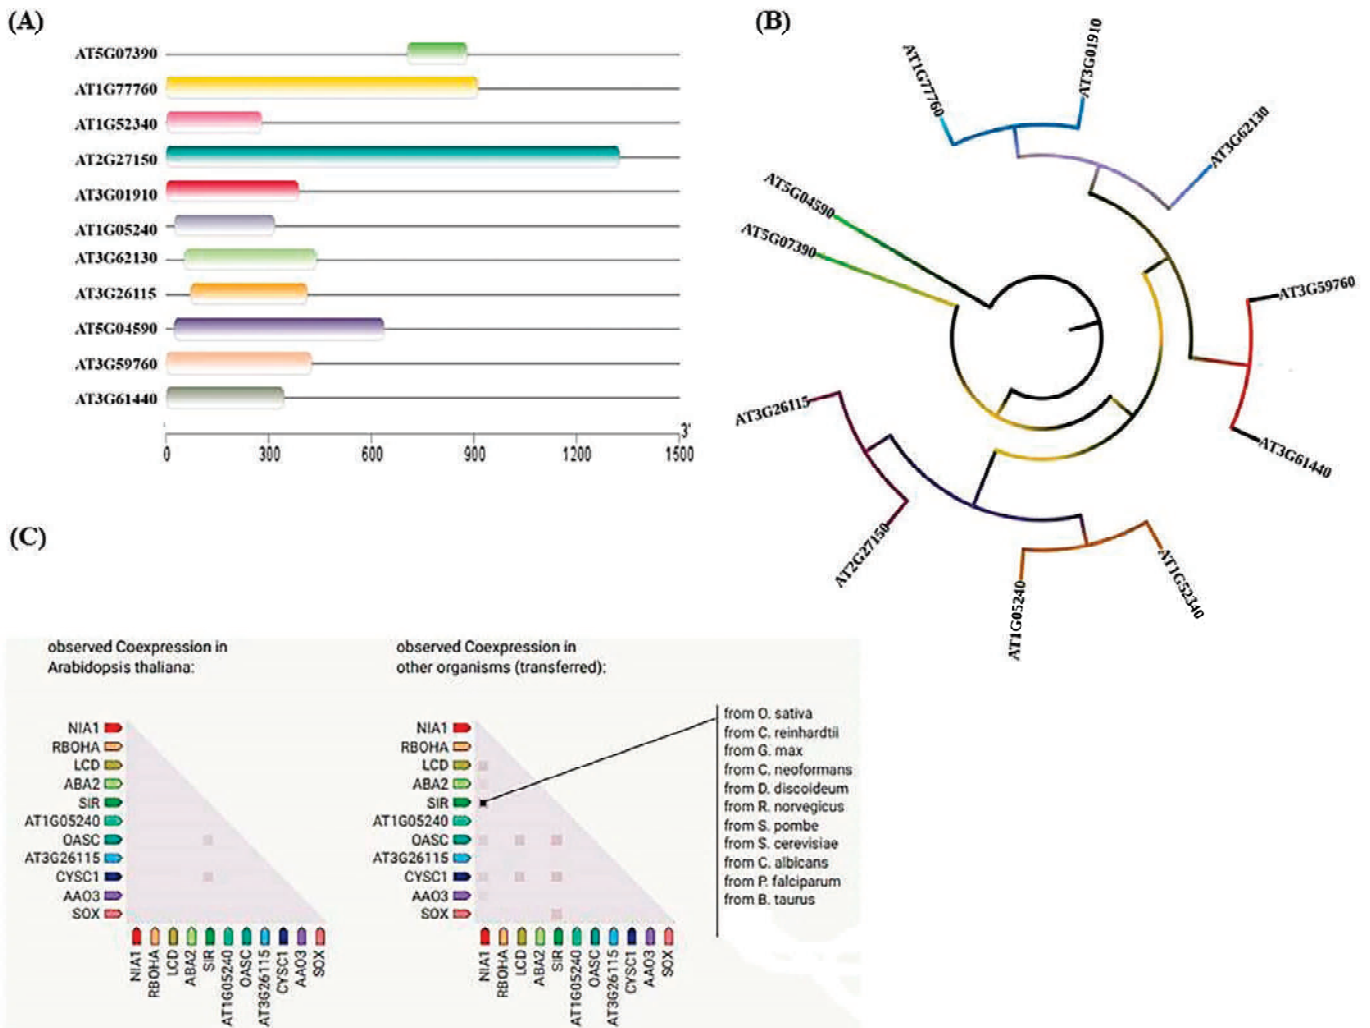 (A)
AT5G07390
AT1G77760
AT1G52340
AT2G27150
AT3G01910
AT1G05240
AT3G62130
AT3G26115
AT5G04590
AT3G59760
AT3G61440
3'
0 300 600 900 1200 1500
(B)
AT1G77760
AT3G01910
AT3G62130
AT5G04590
AT5G07390
AT3G59760
AT3G26115
AT3G61440
AT2G27150
AT1G05240
AT1G52340
(C)
observed Coexpression in
Arabidopsis thaliana:
NIA1
RBOHA
LCD
ABA2
SIR
AT1G05240
OASC
AT3G26115
CYSC1
AAO3
SOX
NIA1
RBOHA
LCD
ABA2
SIR
AT1G05240
OASC
AT3G26115
CYSC1
AAO3
SOX
observed Coexpression in
other organisms (transferred):
NIA1
RBOHA
LCD
ABA2
SIR
AT1G05240
OASC
AT3G26115
CYSC1
AAO3
SOX
NIA1
RBOHA
LCD
ABA2
SIR
AT1G05240
OASC
AT3G26115
CYSC1
AAO3
SOX
from O. sativa
from C. reinhardtii
from G. max
from C. neoformans
from D. discoideum
from R. norvegicus
from S. pombe
from S. cerevisiae
from C. albicans
from P. falciparum
from B. taurus